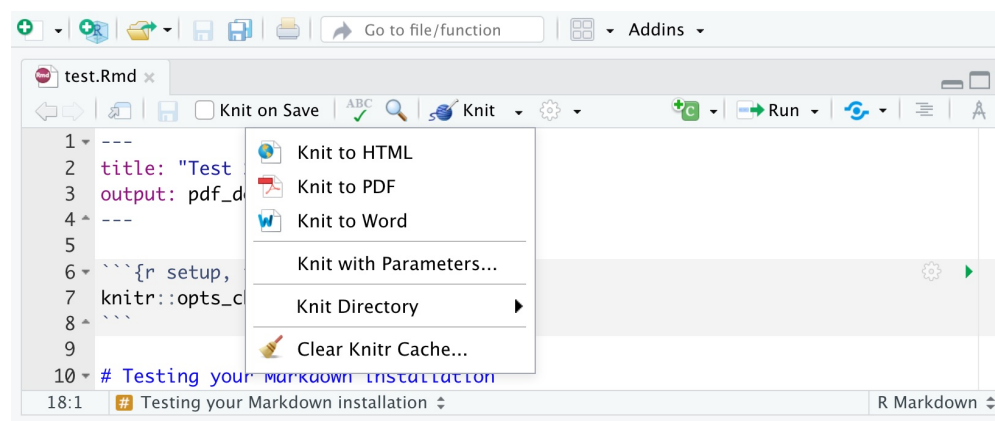 Go to file/function Addins
Rmd test.Rmd
Knit on Save ABC Knit Run
1 ---
2 title: "Test
3 output: pdf_d
4 ---
5
6 ```{r setup,
7 knitr::opts_c
8 ```
9
10 # Testing your Markdown installation
Knit to HTML
Knit to PDF
Knit to Word
Knit with Parameters...
Knit Directory
Clear Knitr Cache...
18:1 # Testing your Markdown installation R Markdown